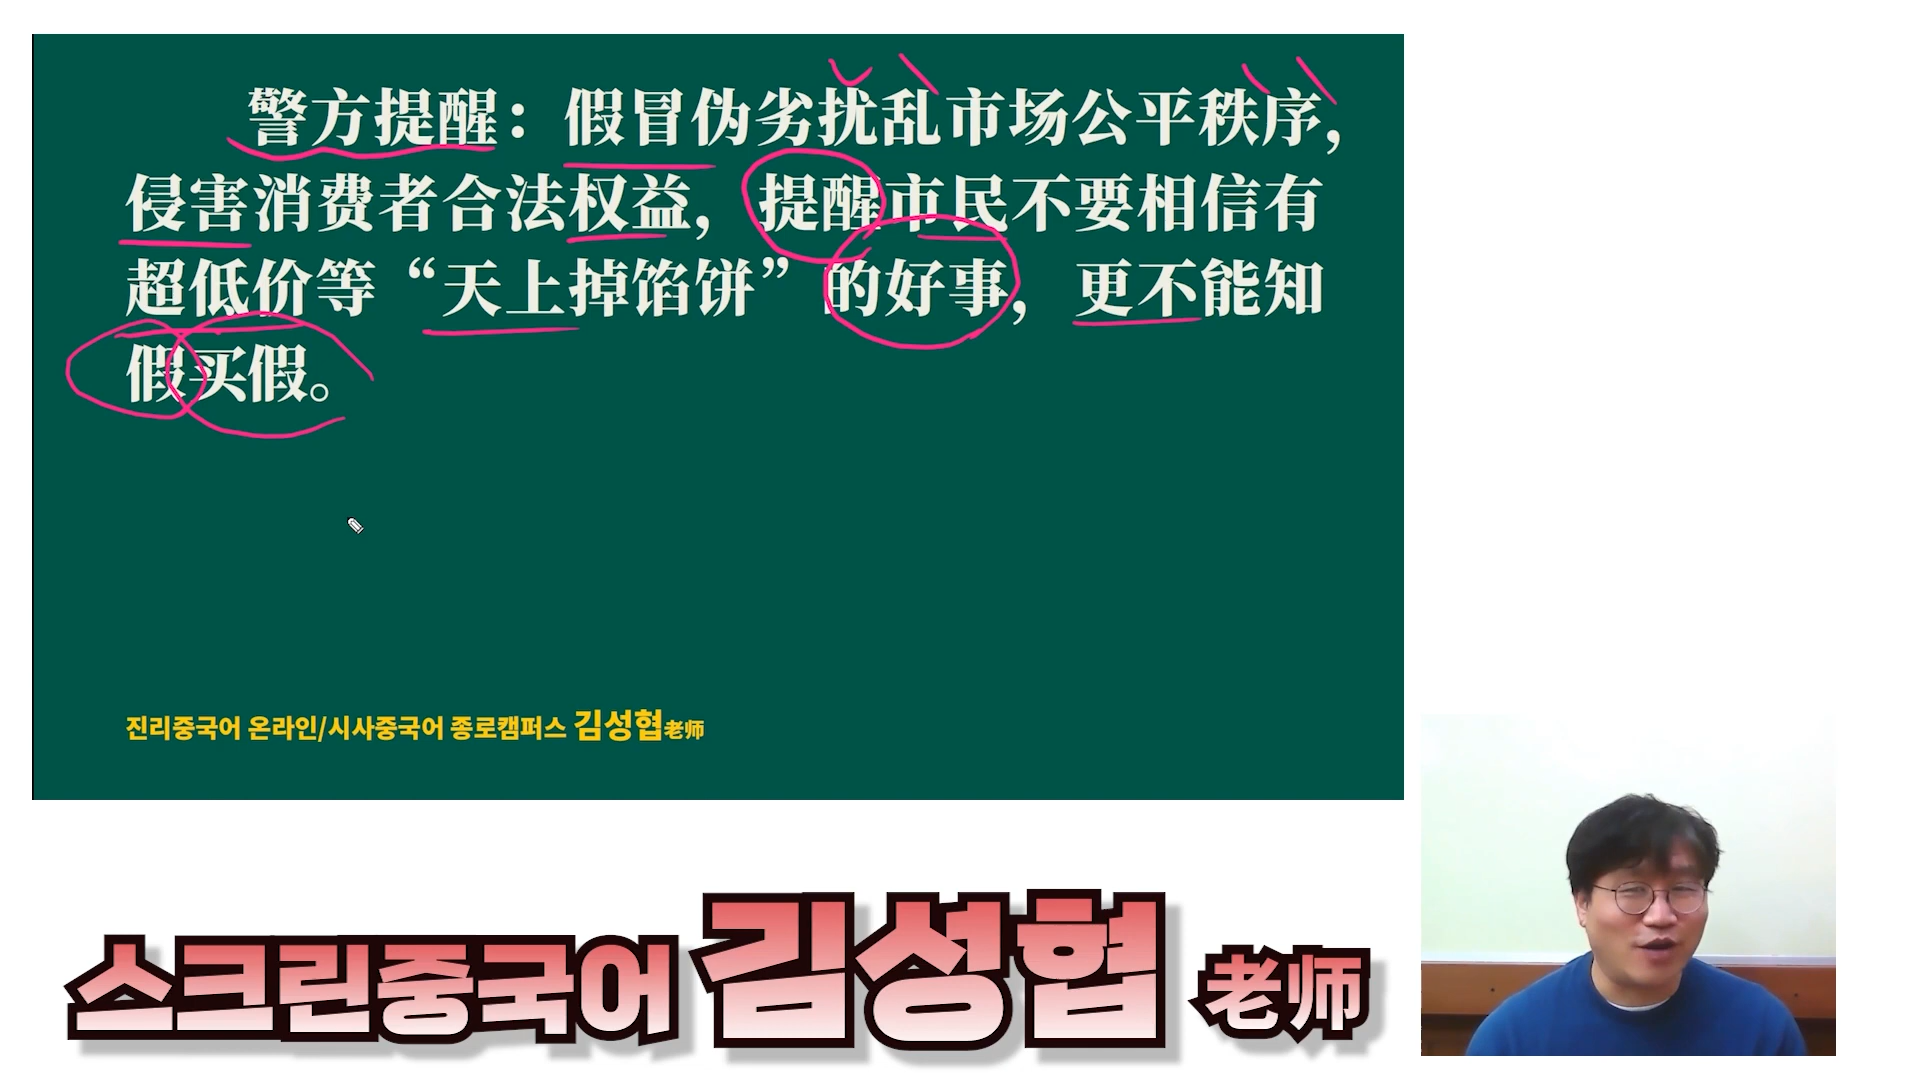 警方提醒：假冒伪劣扰乱市场公平秩序，
侵害消费者合法权益，提醒市民不要相信有
超低价等“天上掉馅饼”的好事，更不能知
假买假。
진리중국어 온라인/시사중국어 종로캠퍼스 김성협老师
스크린중국어 김성협 老师